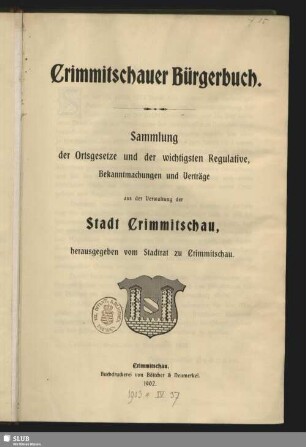 Crimmitschauer Bürgerbuch.
Sammlung
der Ortsgesetze und der wichtigsten Regulative,
Bekanntmachungen und Verträge
aus der Verwaltung der
Stadt Crimmitschau,
herausgegeben vom Stadtrat zu Crimmitschau.
Crimmitschau.
Buchdruckerei von Böttcher & Neumerkel.
1902.
SLUB